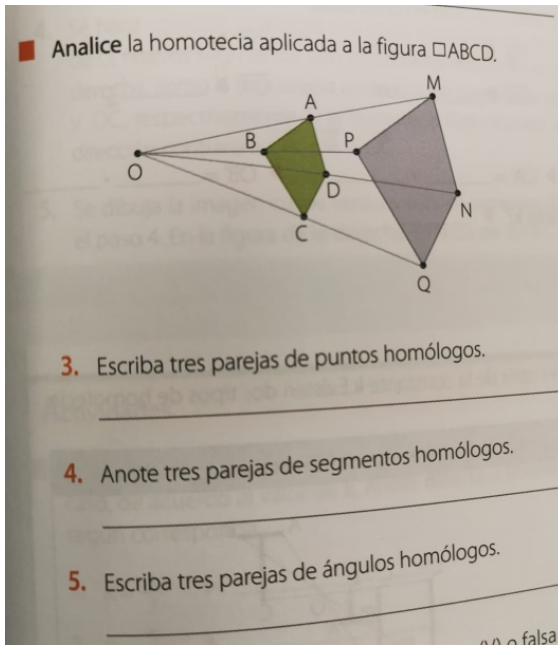 Analice la homotecia aplicada a la figura □ABCD.
M
A
B
P
O
D
N
C
Q
3. Escriba tres parejas de puntos homólogos.
4. Anote tres parejas de segmentos homólogos.
5. Escriba tres parejas de ángulos homólogos.
(V) o falsa